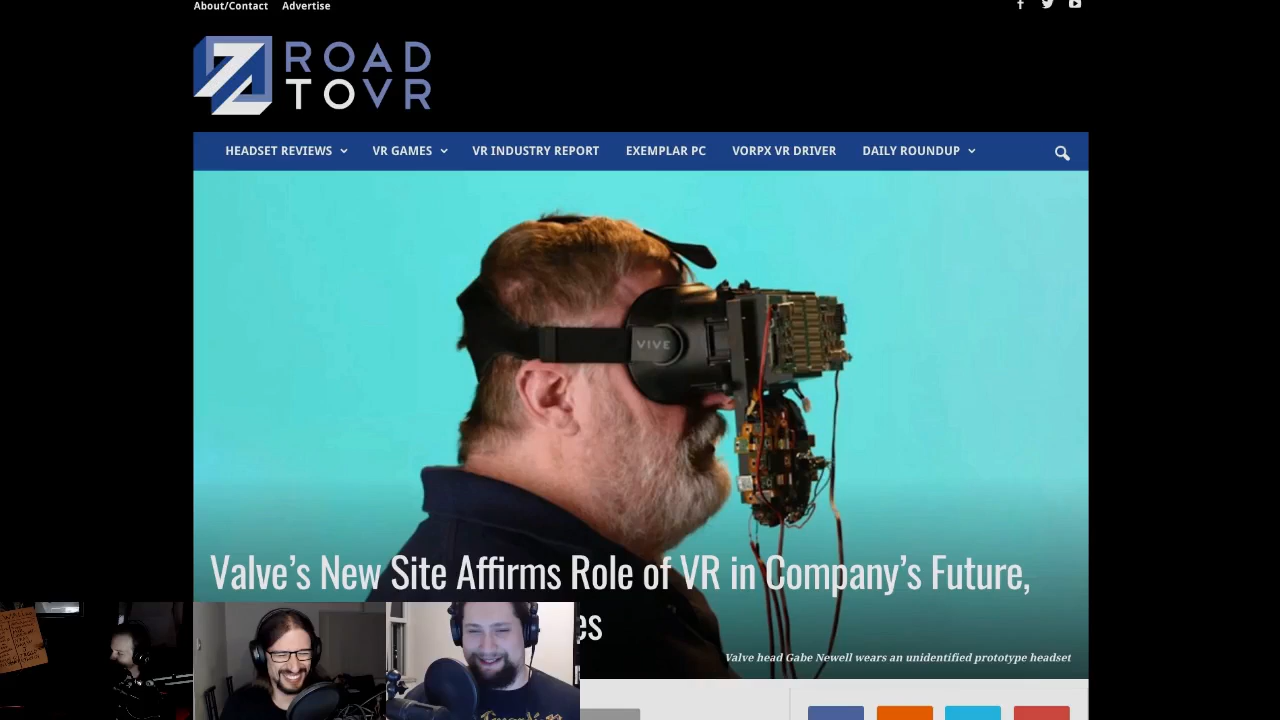 About/Contact Advertise
ROAD
TOVR
HEADSET REVIEWS VR GAMES VR INDUSTRY REPORT EXEMPLAR PC VORPX VR DRIVER DAILY ROUNDUP
VIVE
Valve's New Site Affirms Role of VR in Company's Future,
es
Valve head Gabe Newell wears an unidentified prototype headset